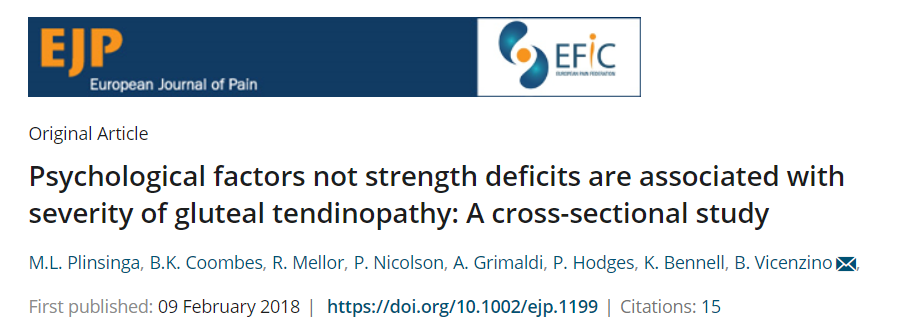 EJP
European Journal of Pain
EFiC
EUROPEAN PAIN FEDERATION
Original Article
Psychological factors not strength deficits are associated with
severity of gluteal tendinopathy: A cross-sectional study
M.L. Plinsinga, B.K. Coombes, R. Mellor, P. Nicolson, A. Grimaldi, P. Hodges, K. Bennell, B. Vicenzino,
First published: 09 February 2018 | https://doi.org/10.1002/ejp.1199 | Citations: 15